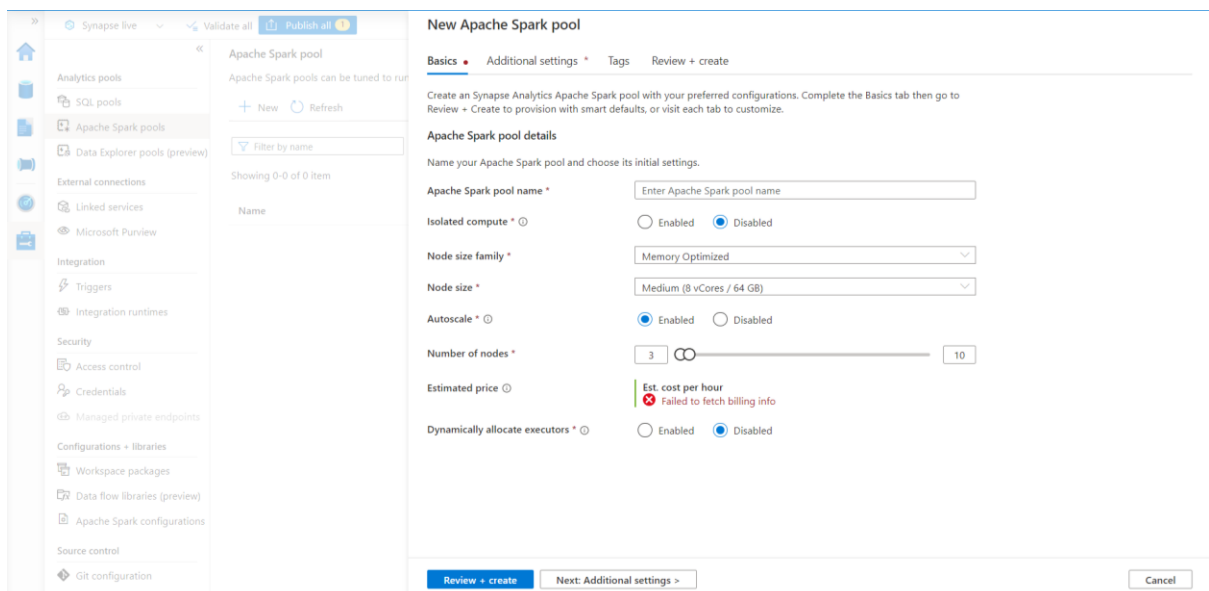 »
Synapse live
Validate all
Publish all 1
«
Analytics pools
SQL pools
Apache Spark pools
Data Explorer pools (preview)
External connections
Linked services
Microsoft Purview
Integration
Triggers
Integration runtimes
Security
Access control
Credentials
Managed private endpoints
Configurations + libraries
Workspace packages
Data flow libraries (preview)
Apache Spark configurations
Source control
Git configuration
Apache Spark pool
Apache Spark pools can be tuned to run
New Refresh
Filter by name
Showing 0-0 of 0 item
Name
New Apache Spark pool
Basics Additional settings * Tags Review + create
Create an Synapse Analytics Apache Spark pool with your preferred configurations. Complete the Basics tab then go to
Review + Create to provision with smart defaults, or visit each tab to customize.
Apache Spark pool details
Name your Apache Spark pool and choose its initial settings.
Apache Spark pool name * Enter Apache Spark pool name
Isolated compute * Enabled Disabled
Node size family * Memory Optimized
Node size * Medium (8 vCores / 64 GB)
Autoscale * Enabled Disabled
Number of nodes * 3 10
Estimated price Est. cost per hour
Failed to fetch billing info
Dynamically allocate executors * Enabled Disabled
Review + create Next: Additional settings > Cancel